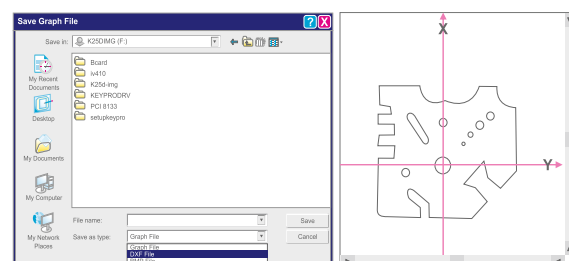 Save Graph File
Save in: K25DIMG (F:)
My Recent
Documents
Desktop
My Documents
My Computer
My Network
Places
Bcard
iv410
K25d-img
KEYPRODRV
PCI 8133
setupkeypro
File name:
Save
Save as type: Graph File
Cancel
Graph File
DXF File
BMP File
X
Y